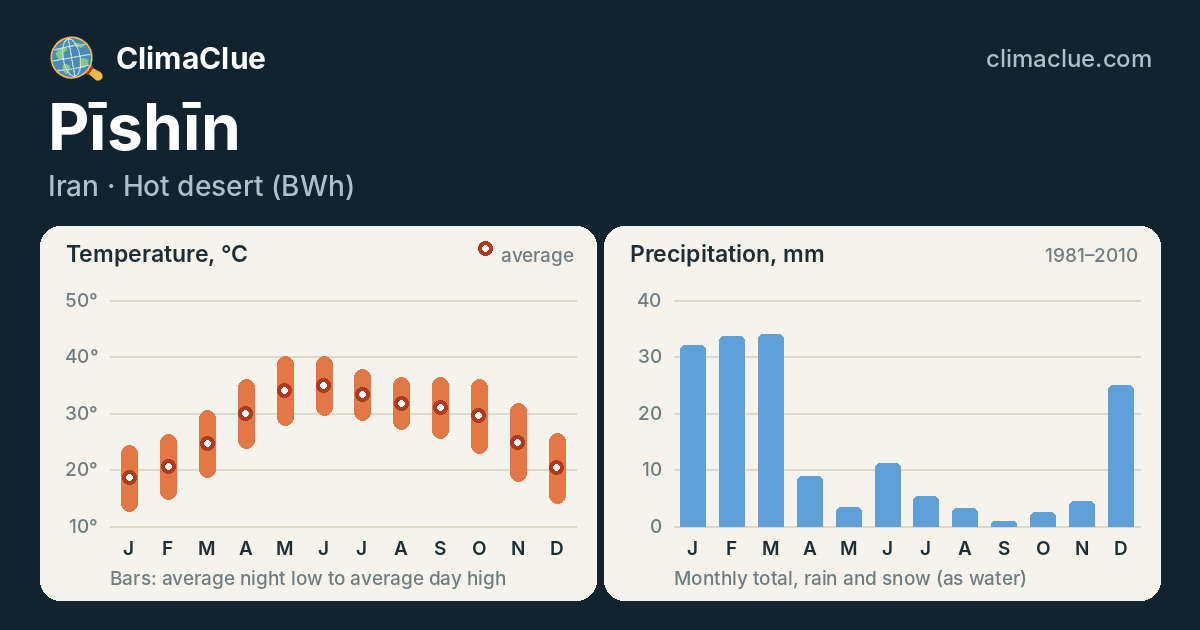 ClimaClue
climaclue.com
Pīshīn
Iran · Hot desert (BWh)
Temperature, °C
average
50°
40°
30°
20°
10°
J F M A M J J A S O N D
Bars: average night low to average day high
Precipitation, mm
1981–2010
40
30
20
10
0
J F M A M J J A S O N D
Monthly total, rain and snow (as water)